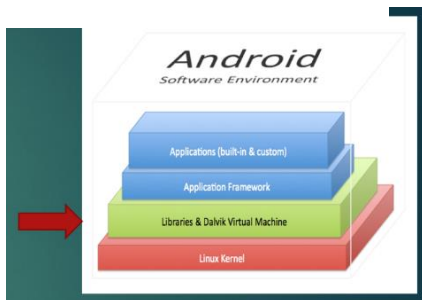 Android
Software Environment
Applications (built-in & custom)
Application Framework
Libraries & Dalvik Virtual Machine
Linux Kernel